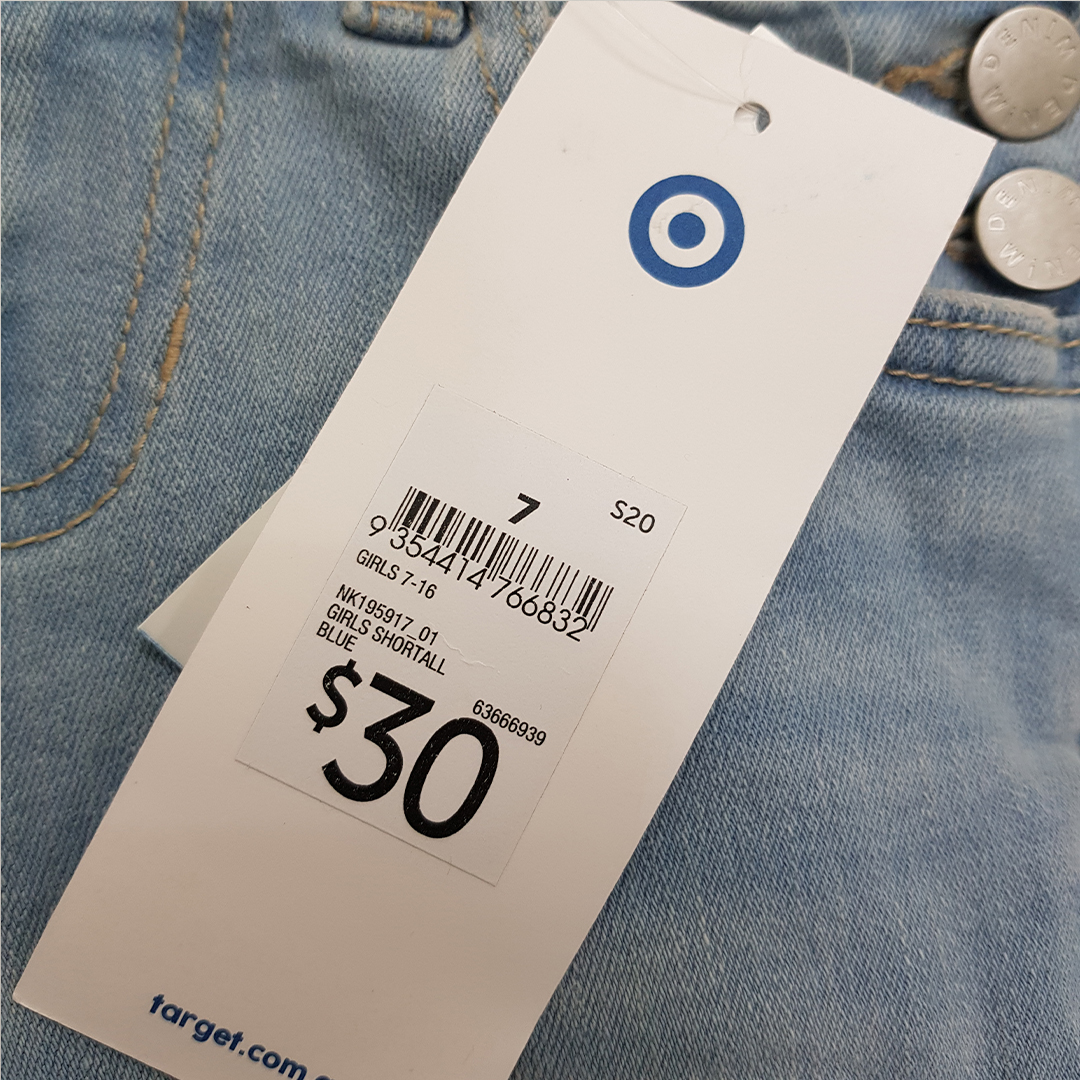 7 S20
9 354414 766832
GIRLS 7-16
NK195917_01
GIRLS SHORTALL
BLUE
63666939
$30
target.com
DENIM
DENIM